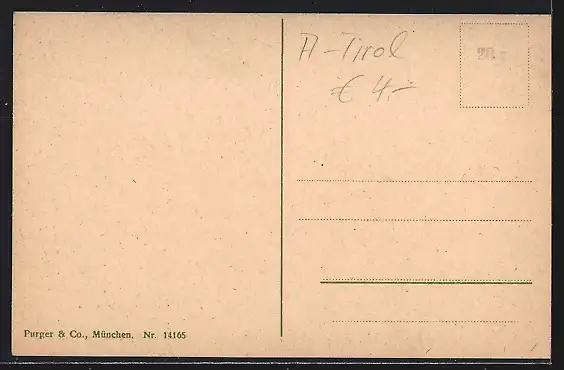 A-Tirol
€ 4,-
Purger & Co., München. Nr. 14165